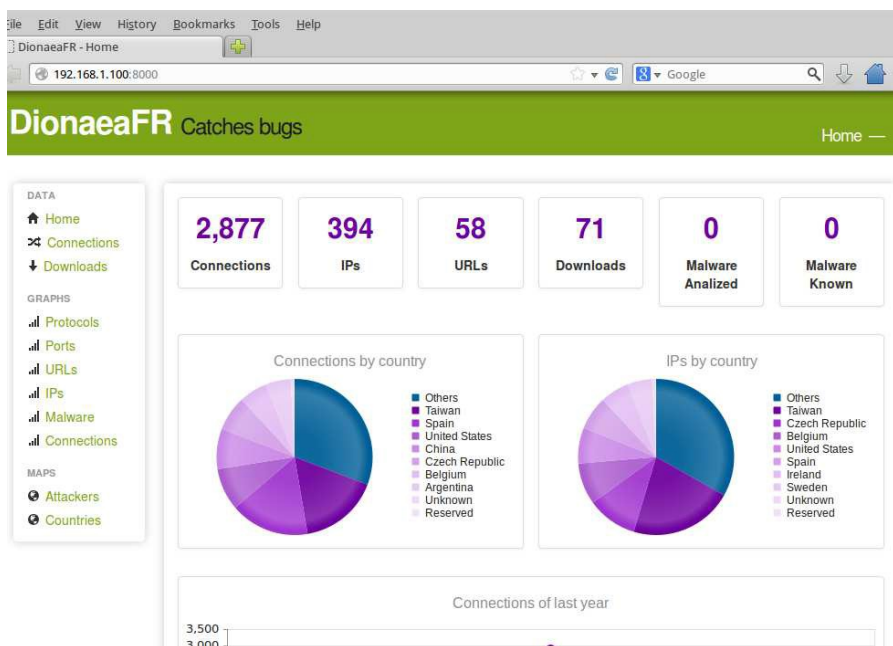 File Edit View History Bookmarks Tools Help
DionaeaFR - Home
192.168.1.100:8000
Google
DionaeaFR Catches bugs
Home —
DATA
Home
Connections
Downloads
GRAPHS
Protocols
Ports
URLs
IPs
Malware
Connections
MAPS
Attackers
Countries
2,877
Connections
394
IPs
58
URLs
71
Downloads
0
Malware
Analized
0
Malware
Known
Connections by country
Others
Taiwan
Spain
United States
China
Czech Republic
Belgium
Argentina
Unknown
Reserved
IPs by country
Others
Taiwan
Czech Republic
Belgium
United States
Spain
Ireland
Sweden
Unknown
Reserved
Connections of last year
3,500
3,000